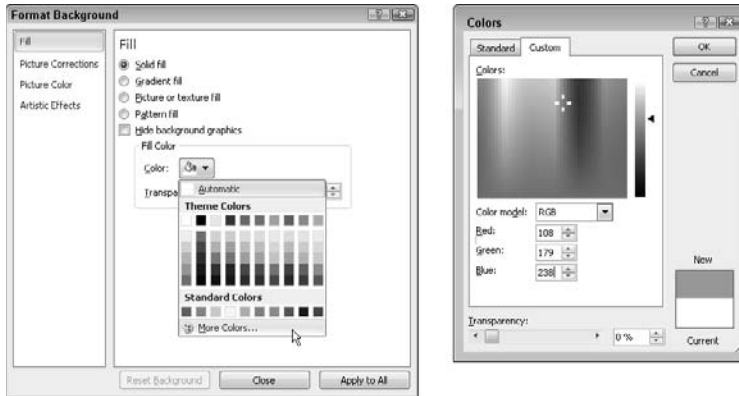 Format Background
Fill
Picture Corrections
Picture Color
Artistic Effects
Fill
Solid fill
Gradient fill
Picture or texture fill
Pattern fill
Hide background graphics
Fill Color
Color:
Transpa
Automatic
Theme Colors
Standard Colors
More Colors...
Reset Background
Close
Apply to All
Colors
Standard
Custom
OK
Cancel
Colors:
Color model:
RGB
Red:
108
Green:
179
Blue:
238
New
Transparency:
0 %
Current